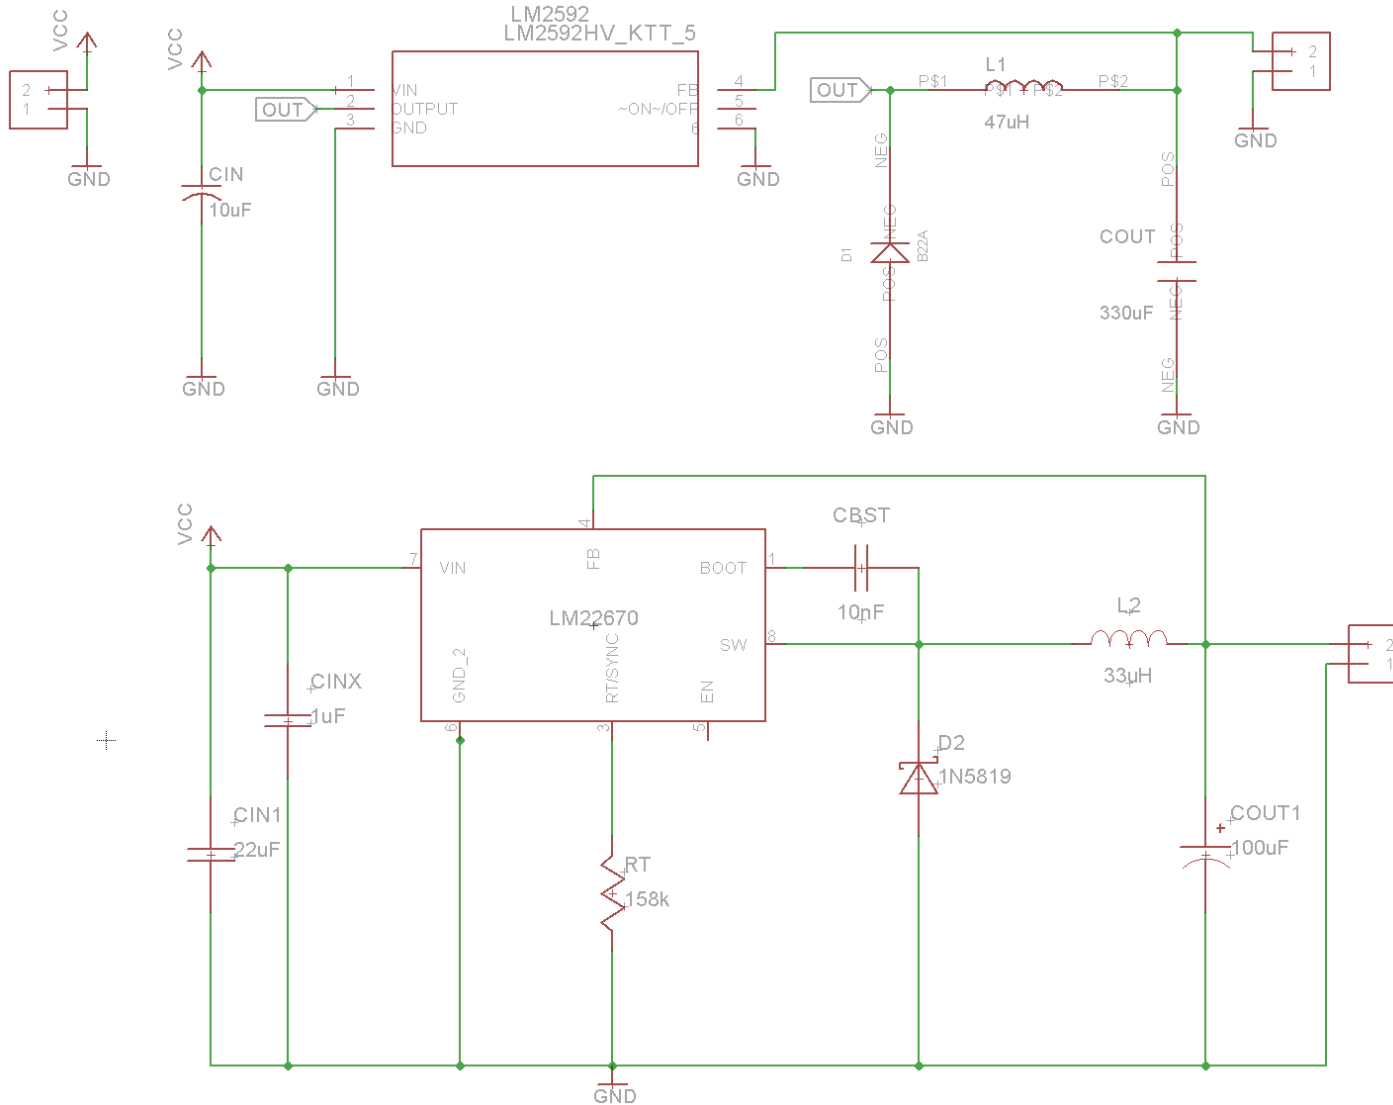 LM2592
LM2592HV_KTT_5
VCC
2
1
GND
VCC
CIN
10uF
GND
OUT
1
2
3
VIN
OUTPUT
GND
FB
~ON~/OFF
6
4
5
6
GND
GND
OUT
P$1
L1
P$1
P$2
P$2
47uH
NEG
NEG
D1
B22A
POS
POS
GND
POS
POS
COUT
330uF
NEG
NEG
GND
2
1
GND
VCC
7
VIN
4
FB
BOOT
1
LM22670
SW
8
GND_2
RT/SYNC
EN
6
3
5
CBST
10nF
L2
33µH
2
1
CINX
1uF
CIN1
22uF
RT
158k
D2
1N5819
COUT1
100uF
GND